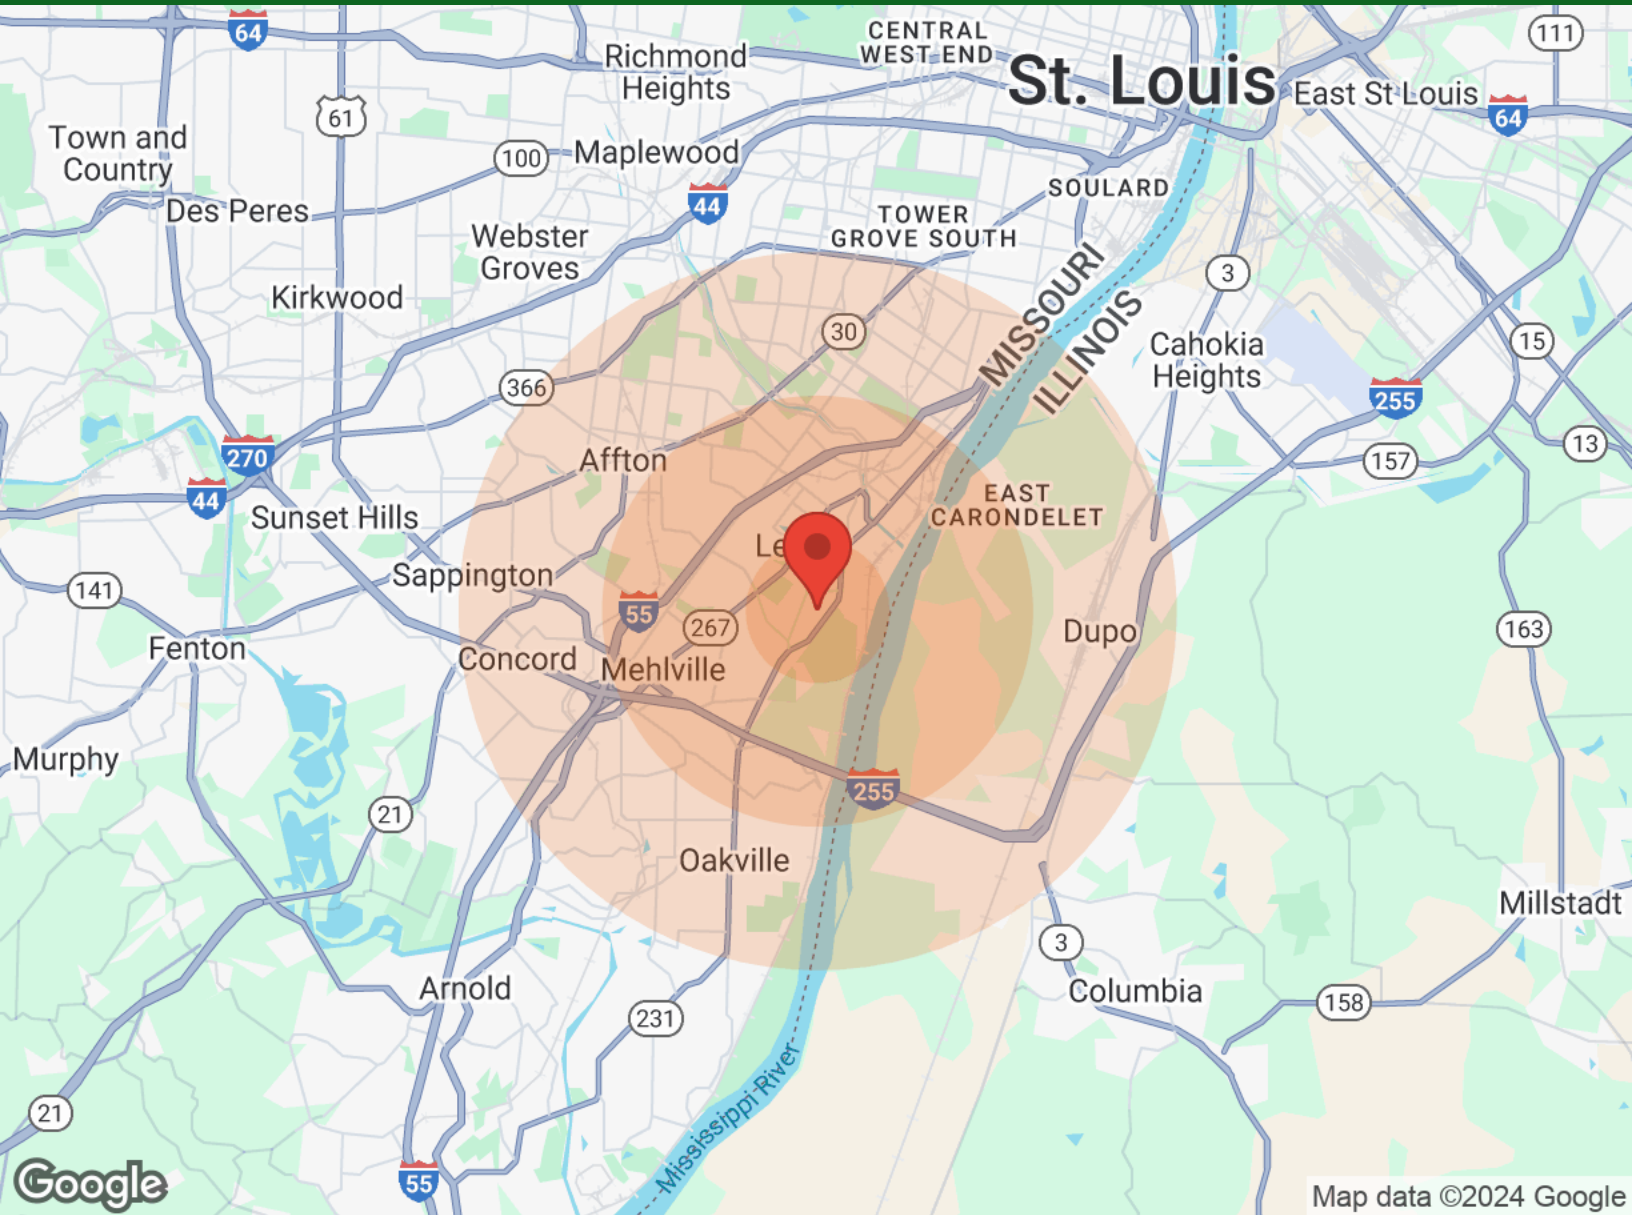 64
111
CENTRAL
WEST END
Richmond
Heights
St. Louis
East St Louis
64
61
Town and
Country
100
Maplewood
SOULARD
44
Des Peres
TOWER
GROVE SOUTH
Webster
Groves
MISSOURI
ILLINOIS
3
Kirkwood
30
15
Cahokia
Heights
366
255
13
270
Affton
157
44
EAST
CARONDELET
Sunset Hills
Le
Sappington
141
55
267
Dupo
163
Fenton
Concord
Mehlville
Murphy
255
21
Oakville
Millstadt
3
Arnold
Columbia
158
231
Mississippi River
21
55
Google
Map data ©2024 Google